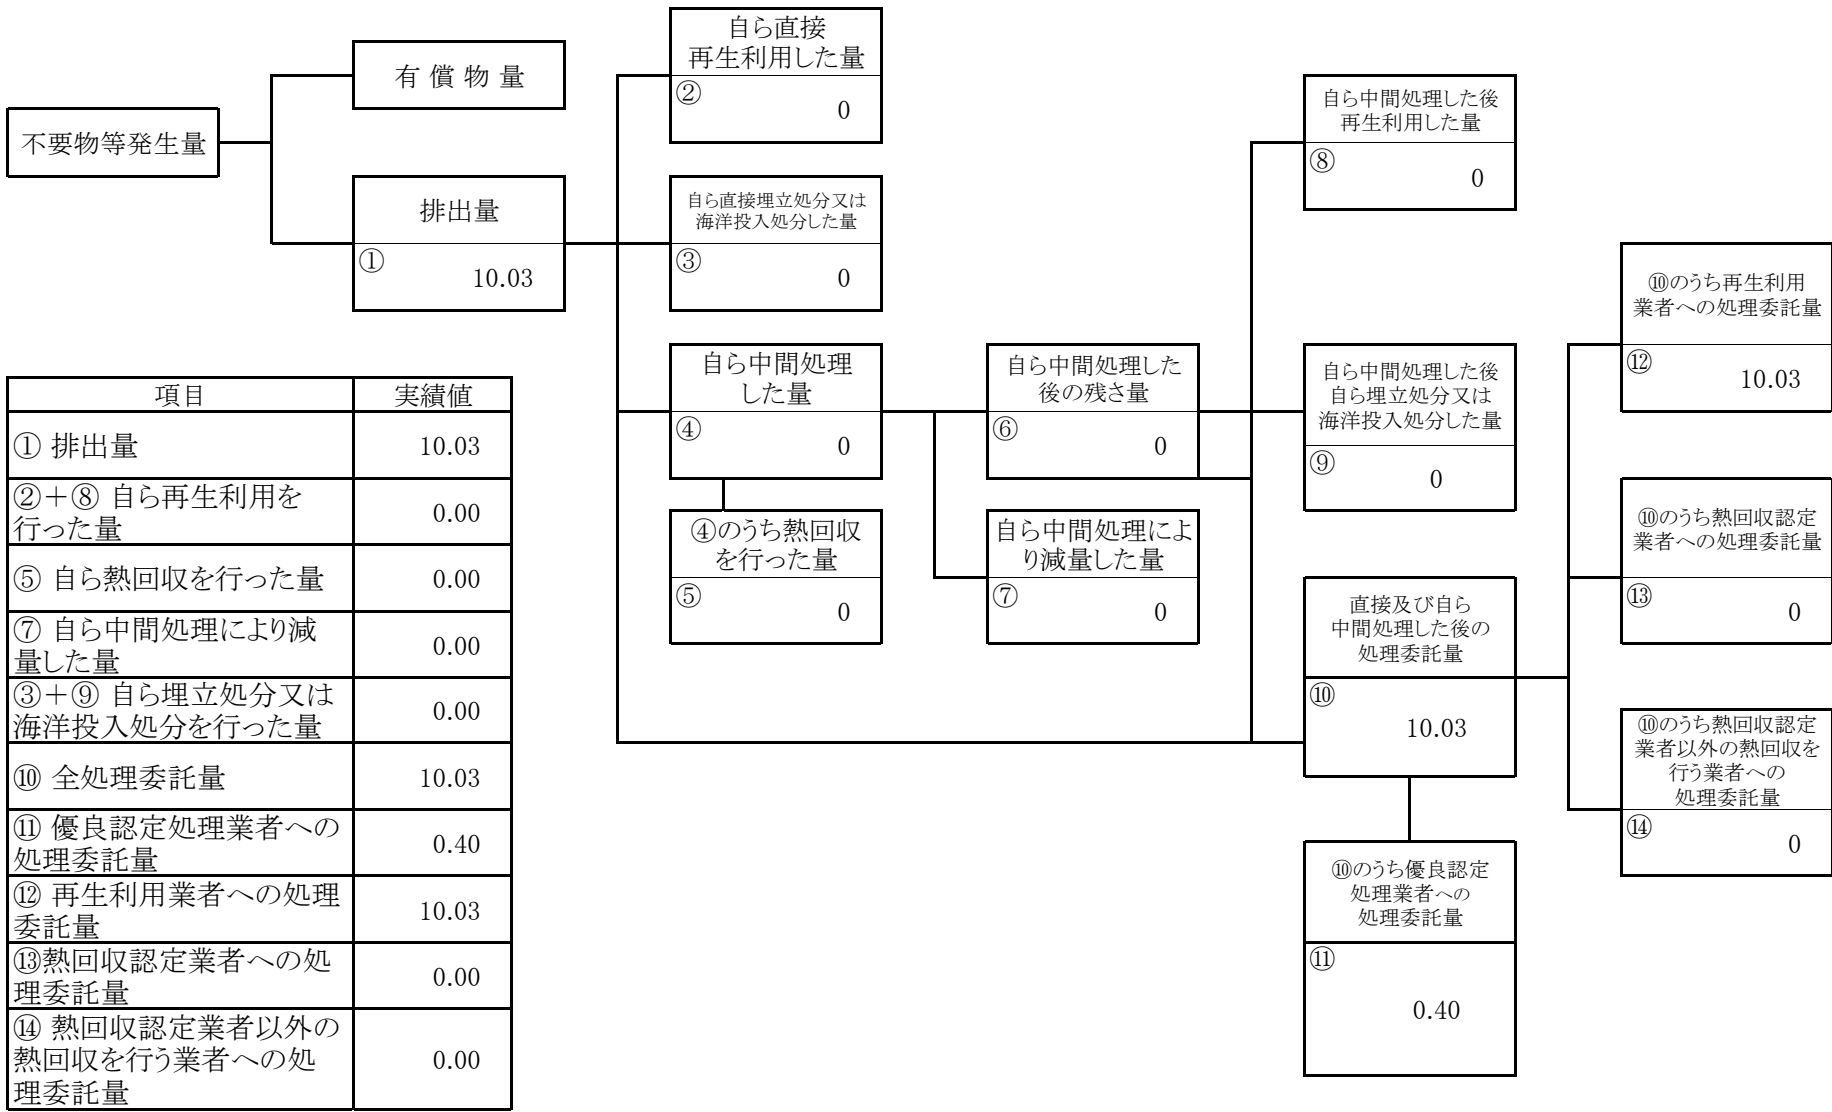 不要物等発生量
有 償 物 量
排出量
①
10.03
自ら直接
再生利用した量
②
0
自ら直接埋立処分又は
海洋投入処分した量
③
0
自ら中間処理
した量
④
0
④のうち熱回収
を行った量
⑤
0
自ら中間処理した
後の残さ量
⑥
0
自ら中間処理によ
り減量した量
⑦
0
自ら中間処理した後
再生利用した量
⑧
0
自ら中間処理した後
自ら埋立処分又は
海洋投入処分した量
⑨
0
直接及び自ら
中間処理した後の
処理委託量
⑩
10.03
⑩のうち優良認定
処理業者への
処理委託量
⑪
0.40
⑩のうち再生利用
業者への処理委託量
⑫
10.03
⑩のうち熱回収認定
業者への処理委託量
⑬
0
⑩のうち熱回収認定
業者以外の熱回収を
行う業者への
処理委託量
⑭
0
項目 実績値
① 排出量 10.03
②＋⑧ 自ら再生利用を
行った量 0.00
⑤ 自ら熱回収を行った量 0.00
⑦ 自ら中間処理により減
量した量 0.00
③＋⑨ 自ら埋立処分又は
海洋投入処分を行った量 0.00
⑩ 全処理委託量 10.03
⑪ 優良認定処理業者への
処理委託量 0.40
⑫ 再生利用業者への処理
委託量 10.03
⑬熱回収認定業者への処
理委託量 0.00
⑭ 熱回収認定業者以外の
熱回収を行う業者への処
理委託量 0.00